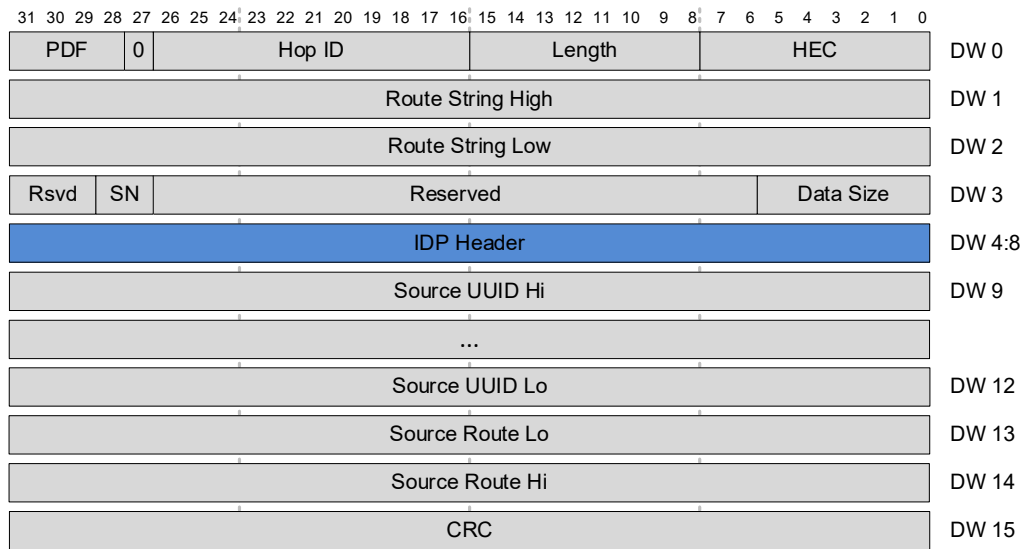 31 30 29 28 27 26 25 24 23 22 21 20 19 18 17 16 15 14 13 12 11 10 9 8 7 6 5 4 3 2 1 0
PDF 0 Hop ID Length HEC DW 0
Route String High DW 1
Route String Low DW 2
Rsvd SN Reserved Data Size DW 3
IDP Header DW 4:8
Source UUID Hi DW 9
...
Source UUID Lo DW 12
Source Route Lo DW 13
Source Route Hi DW 14
CRC DW 15